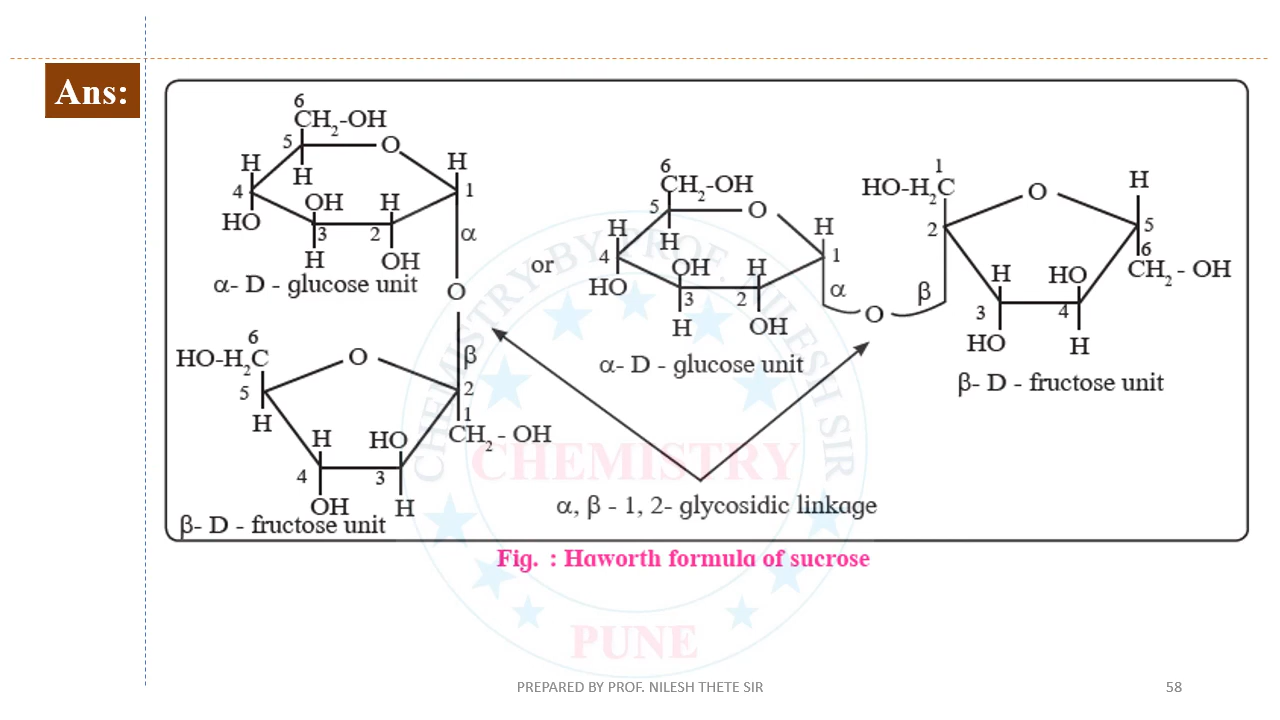 Ans:
6
CH2-OH
5
O
H
H
H
4
1
OH
H
HO
3
2
α
H
OH
α- D - glucose unit
O
6
HO-H2C
O
β
5
2
H
1
H
HO
CH2 - OH
4
3
OH
H
β- D - fructose unit
or
6
CH2-OH
5
O
H
H
H
4
1
OH
H
HO
3
2
α
H
OH
α- D - glucose unit
O
β
1
HO-H2C
O
H
2
5
6
CH2 - OH
H
HO
3
4
HO
H
β- D - fructose unit
α, β - 1, 2- glycosidic linkage
Fig. : Haworth formula of sucrose
CHEMISTRY BY PROF. NILESH SIR
CHEMISTRY
PUNE
PREPARED BY PROF. NILESH THETE SIR
58